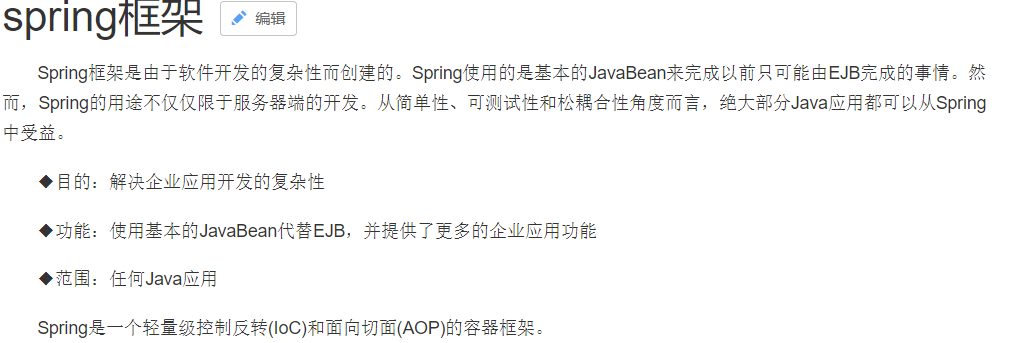 spring框架 编辑
Spring框架是由于软件开发的复杂性而创建的。Spring使用的是基本的JavaBean来完成以前只可能由EJB完成的事情。然
而，Spring的用途不仅仅限于服务器端的开发。从简单性、可测试性和松耦合性角度而言，绝大部分Java应用都可以从Spring
中受益。
◆目的：解决企业应用开发的复杂性
◆功能：使用基本的JavaBean代替EJB，并提供了更多的企业应用功能
◆范围：任何Java应用
Spring是一个轻量级控制反转(IoC)和面向切面(AOP)的容器框架。